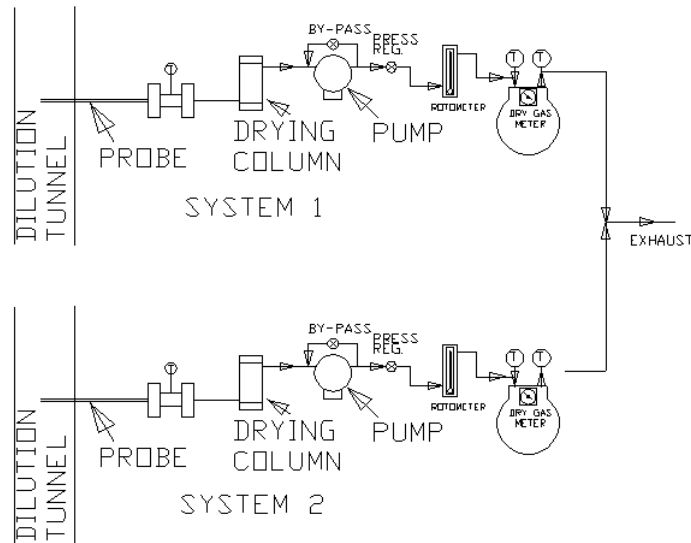 BY-PASS
PRESS
REG.
T
T
T
ROTOMETER
DRY GAS
METER
DILUTION
TUNNEL
PROBE
DRYING
COLUMN
PUMP
SYSTEM 1
EXHAUST
BY-PASS
PRESS
REG.
T
T
T
ROTOMETER
DRY GAS
METER
DILUTION
TUNNEL
PROBE
DRYING
COLUMN
PUMP
SYSTEM 2